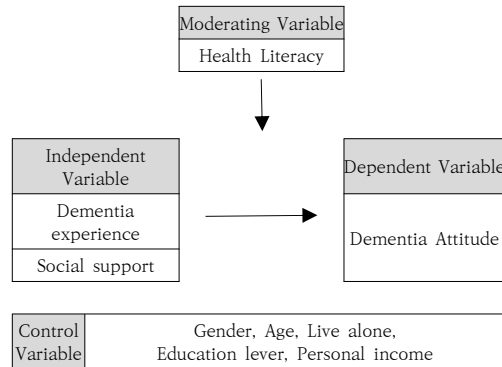 Moderating Variable
Health Literacy
Independent
Variable
Dementia
experience
Social support
Dependent Variable
Dementia Attitude
Control
Variable
Gender, Age, Live alone,
Education lever, Personal income